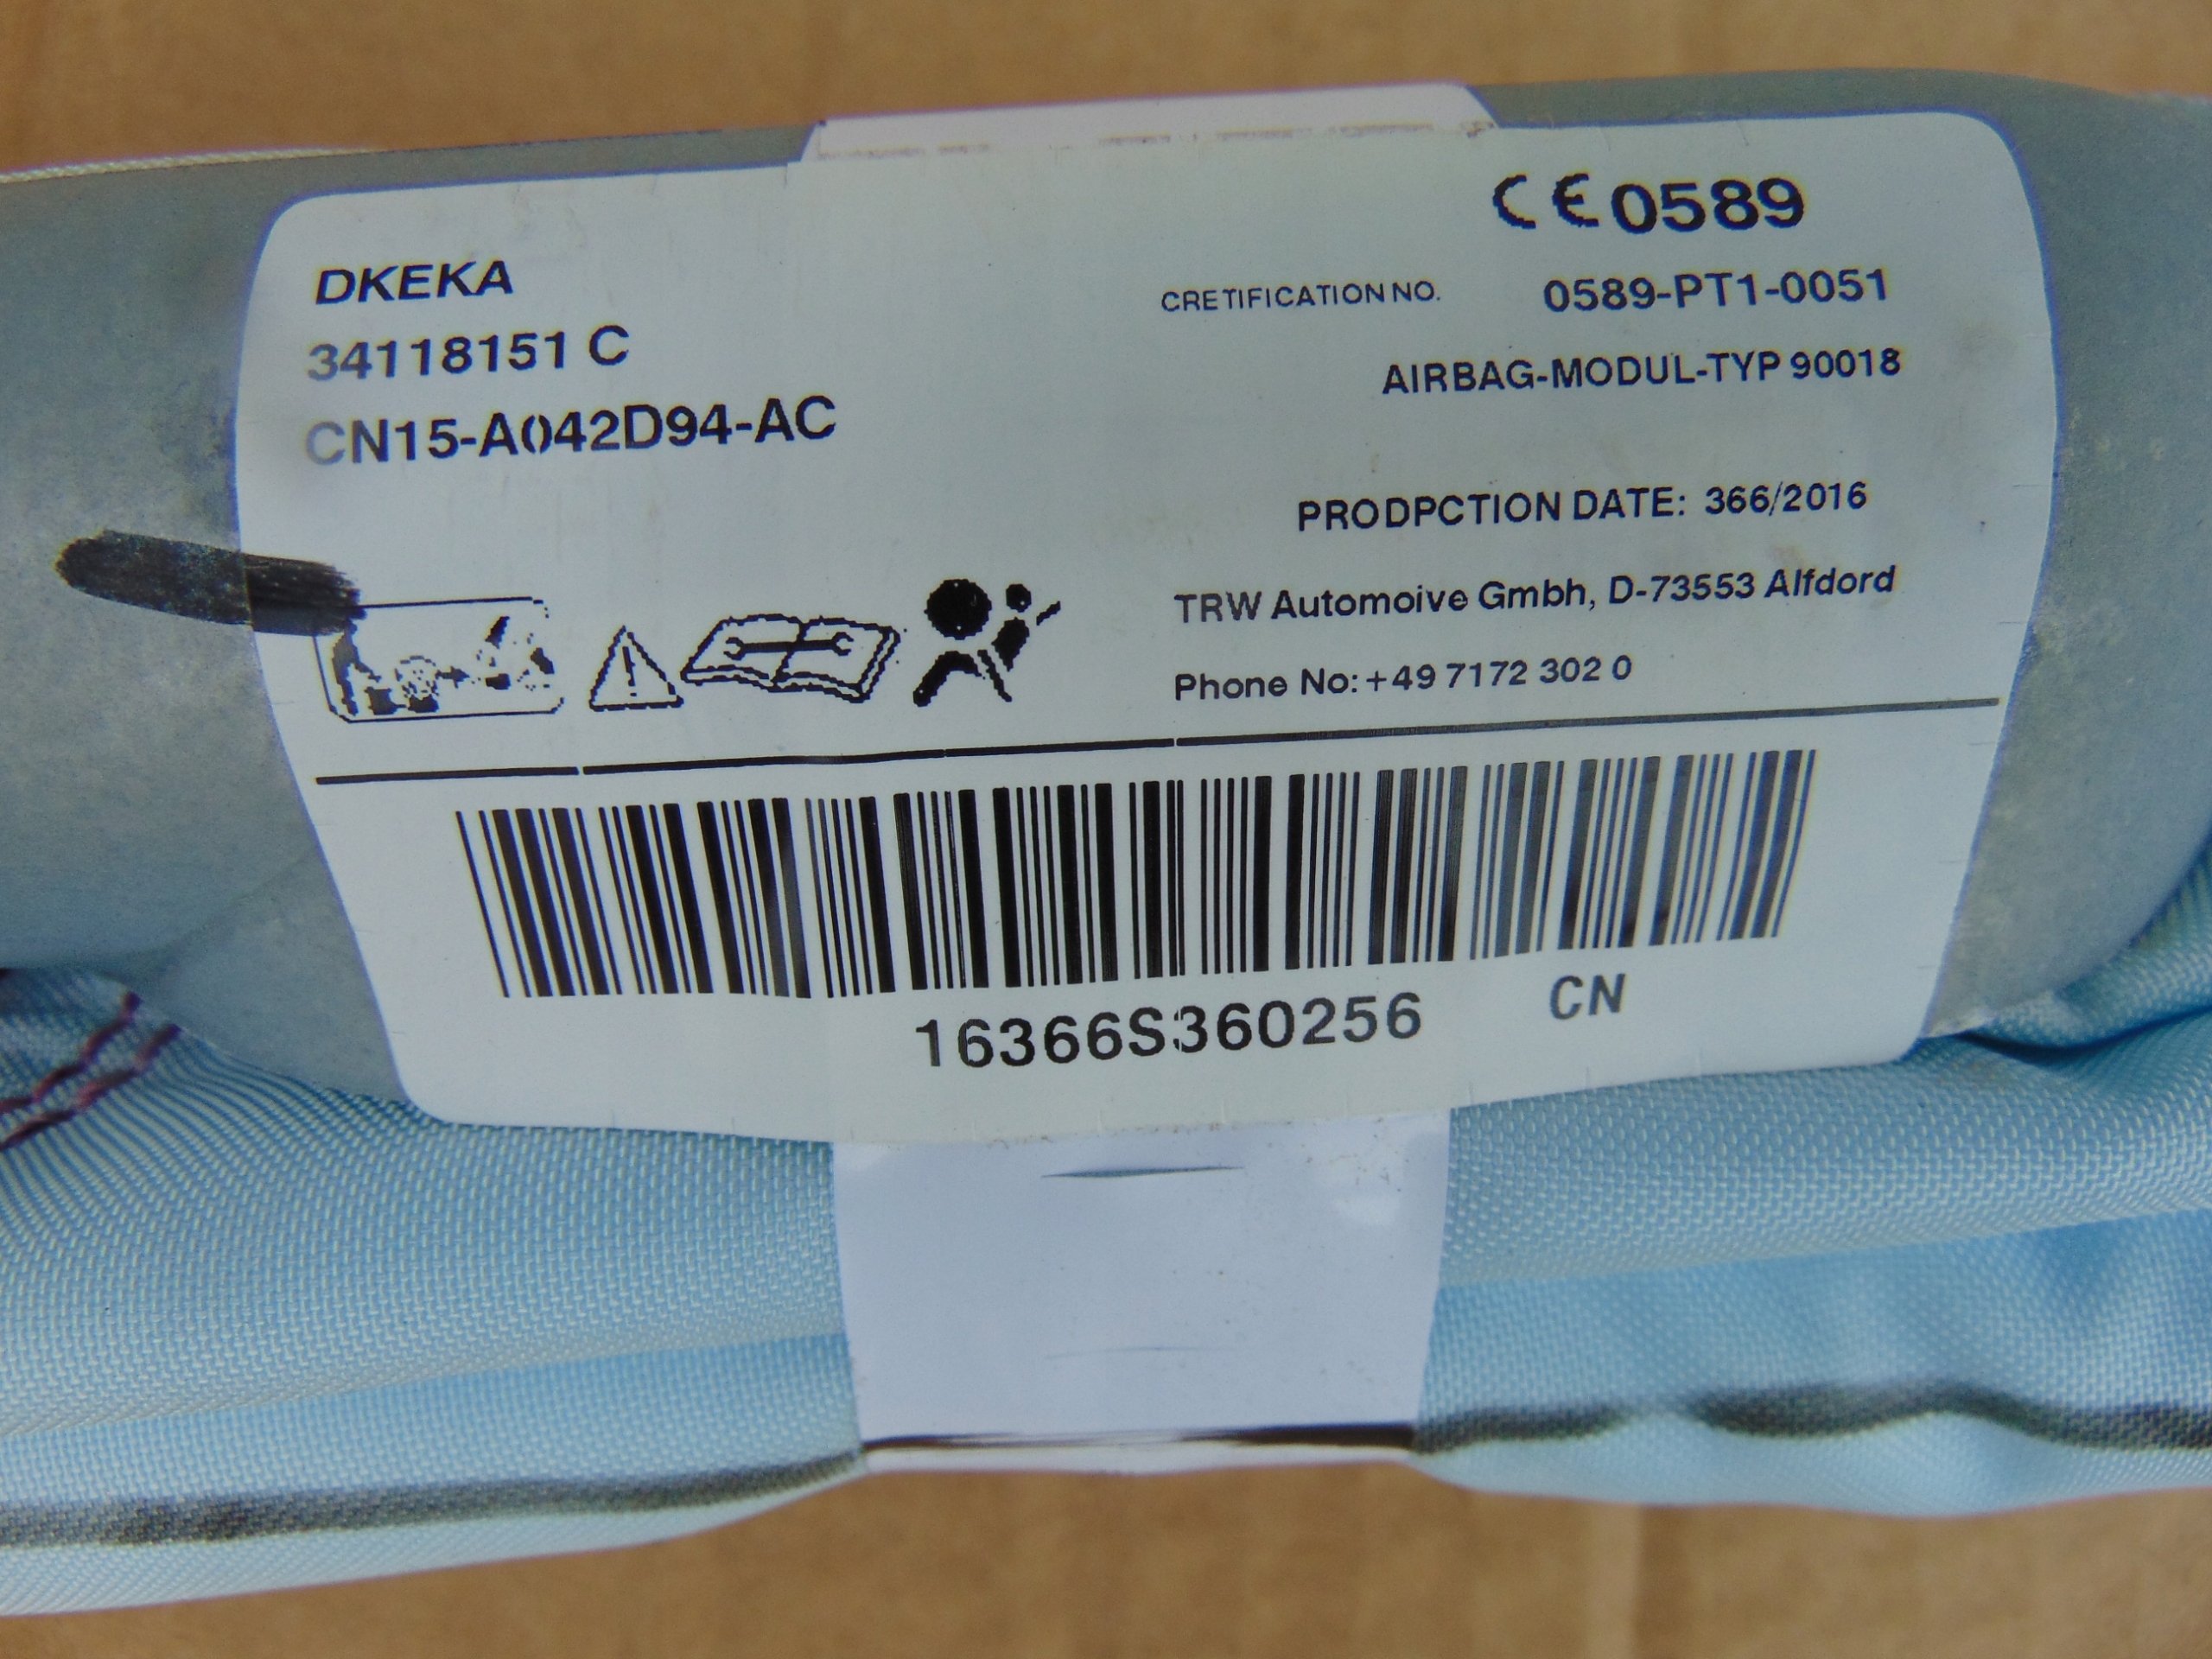 CE 0589
DKEKA
CRETIFICATION NO. 0589-PT1-0051
34118151 C
AIRBAG-MODUL-TYP 90018
CN15-A042D94-AC
PRODPCTION DATE: 366/2016
TRW Automoive Gmbh, D-73553 Alfdord
Phone No: +49 7172 302 0
16366S360256 CN